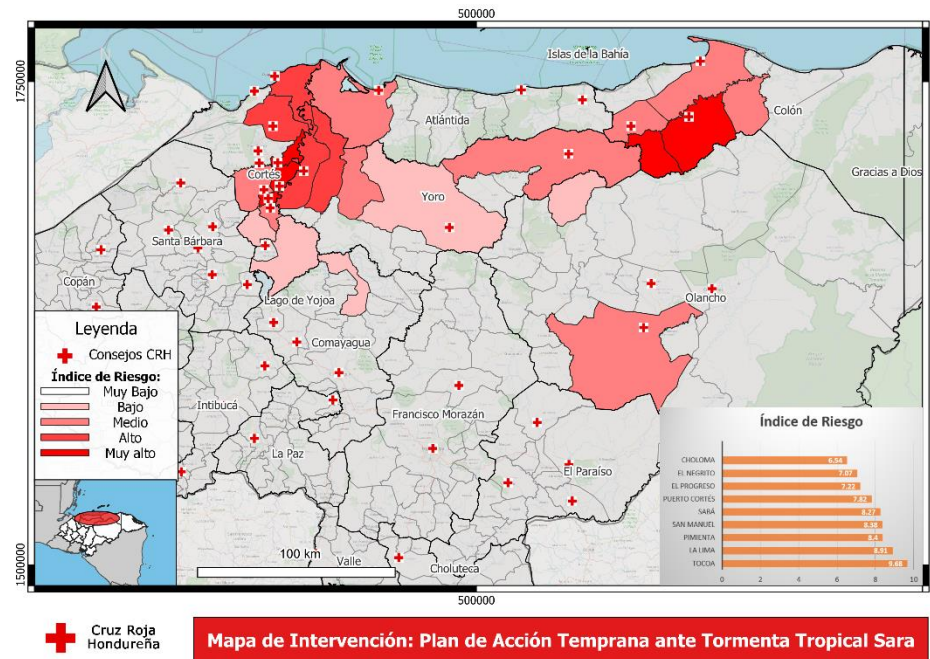 500000
1750000
Islas de la Bahía
Atlántida
Colón
Gracias a Dios
Cortés
Yoro
Santa Bárbara
Copán
Olancho
Lago de Yojoa
Comayagua
Intibucá
Francisco Morazán
La Paz
El Paraíso
Valle
Choluteca
Leyenda
Consejos CRH
Índice de Riesgo:
Muy Bajo
Bajo
Medio
Alto
Muy alto
Índice de Riesgo
CHOLOMA 6.54
EL NEGRITO 7.07
EL PROGRESO 7.22
PUERTO CORTÉS 7.82
SABÁ 8.27
SAN MANUEL 8.38
PIMIENTA 8.4
LA LIMA 8.91
TOCOA 9.68
0 2 4 6 8 10
100 km
1500000
500000
Cruz Roja
Hondureña
Mapa de Intervención: Plan de Acción Temprana ante Tormenta Tropical Sara